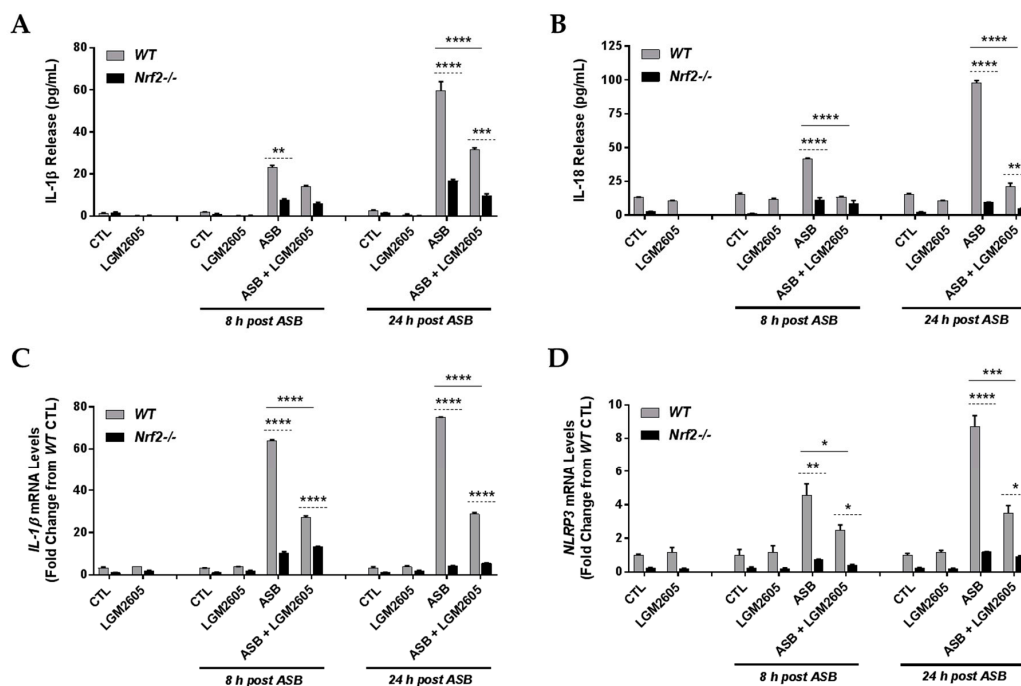 A
WT
Nrf2-/-
IL-1β Release (pg/mL)
80
60
40
20
0
**
****
****
***
CTL
LGM2605
CTL
LGM2605
ASB
ASB + LGM2605
CTL
LGM2605
ASB
ASB + LGM2605
8 h post ASB
24 h post ASB
B
WT
Nrf2-/-
IL-18 Release (pg/mL)
125
100
75
50
25
0
****
****
****
****
CTL
LGM2605
CTL
LGM2605
ASB
ASB + LGM2605
CTL
LGM2605
ASB
ASB + LGM2605
8 h post ASB
24 h post ASB
C
WT
Nrf2-/-
IL-1β mRNA Levels
(Fold Change from WT CTL)
80
60
40
20
0
****
****
****
****
****
****
CTL
LGM2605
CTL
LGM2605
ASB
ASB + LGM2605
CTL
LGM2605
ASB
ASB + LGM2605
8 h post ASB
24 h post ASB
D
WT
Nrf2-/-
NLRP3 mRNA Levels
(Fold Change from WT CTL)
10
8
6
4
2
0
*
**
*
***
****
*
CTL
LGM2605
CTL
LGM2605
ASB
ASB + LGM2605
CTL
LGM2605
ASB
ASB + LGM2605
8 h post ASB
24 h post ASB